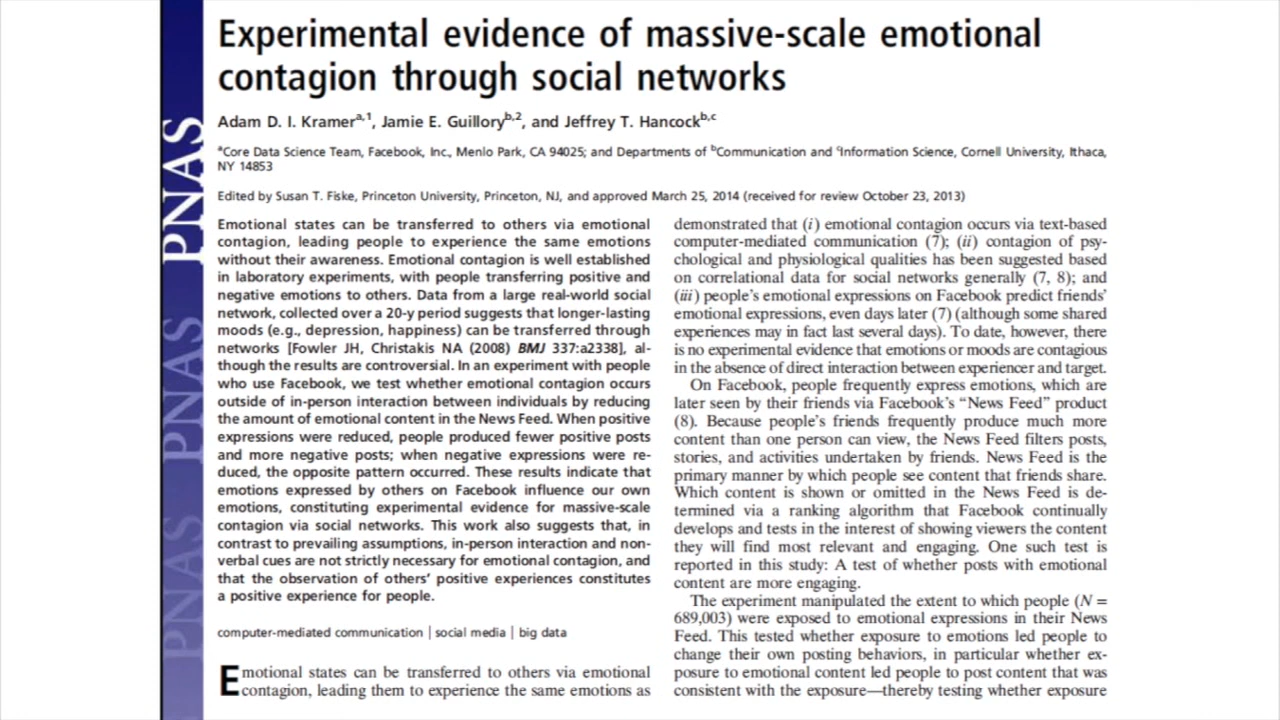 PNAS PNAS PNAS
Experimental evidence of massive-scale emotional
contagion through social networks
Adam D. I. Kramerᵃ,¹, Jamie E. Guilloryᵇ,², and Jeffrey T. Hancockᵇ,ᶜ
ᵃCore Data Science Team, Facebook, Inc., Menlo Park, CA 94025; and Departments of ᵇCommunication and ᶜInformation Science, Cornell University, Ithaca,
NY 14853
Edited by Susan T. Fiske, Princeton University, Princeton, NJ, and approved March 25, 2014 (received for review October 23, 2013)
Emotional states can be transferred to others via emotional
contagion, leading people to experience the same emotions
without their awareness. Emotional contagion is well established
in laboratory experiments, with people transferring positive and
negative emotions to others. Data from a large real-world social
network, collected over a 20-y period suggests that longer-lasting
moods (e.g., depression, happiness) can be transferred through
networks [Fowler JH, Christakis NA (2008) BMJ 337:a2338], al-
though the results are controversial. In an experiment with people
who use Facebook, we test whether emotional contagion occurs
outside of in-person interaction between individuals by reducing
the amount of emotional content in the News Feed. When positive
expressions were reduced, people produced fewer positive posts
and more negative posts; when negative expressions were re-
duced, the opposite pattern occurred. These results indicate that
emotions expressed by others on Facebook influence our own
emotions, constituting experimental evidence for massive-scale
contagion via social networks. This work also suggests that, in
contrast to prevailing assumptions, in-person interaction and non-
verbal cues are not strictly necessary for emotional contagion, and
that the observation of others’ positive experiences constitutes
a positive experience for people.
computer-mediated communication | social media | big data
Emotional states can be transferred to others via emotional
contagion, leading them to experience the same emotions as
demonstrated that (i) emotional contagion occurs via text-based
computer-mediated communication (7); (ii) contagion of psy-
chological and physiological qualities has been suggested based
on correlational data for social networks generally (7, 8); and
(iii) people’s emotional expressions on Facebook predict friends’
emotional expressions, even days later (7) (although some shared
experiences may in fact last several days). To date, however, there
is no experimental evidence that emotions or moods are contagious
in the absence of direct interaction between experiencer and target.
On Facebook, people frequently express emotions, which are
later seen by their friends via Facebook’s “News Feed” product
(8). Because people’s friends frequently produce much more
content than one person can view, the News Feed filters posts,
stories, and activities undertaken by friends. News Feed is the
primary manner by which people see content that friends share.
Which content is shown or omitted in the News Feed is de-
termined via a ranking algorithm that Facebook continually
develops and tests in the interest of showing viewers the content
they will find most relevant and engaging. One such test is
reported in this study: A test of whether posts with emotional
content are more engaging.
The experiment manipulated the extent to which people (N =
689,003) were exposed to emotional expressions in their News
Feed. This tested whether exposure to emotions led people to
change their own posting behaviors, in particular whether ex-
posure to emotional content led people to post content that was
consistent with the exposure—thereby testing whether exposure